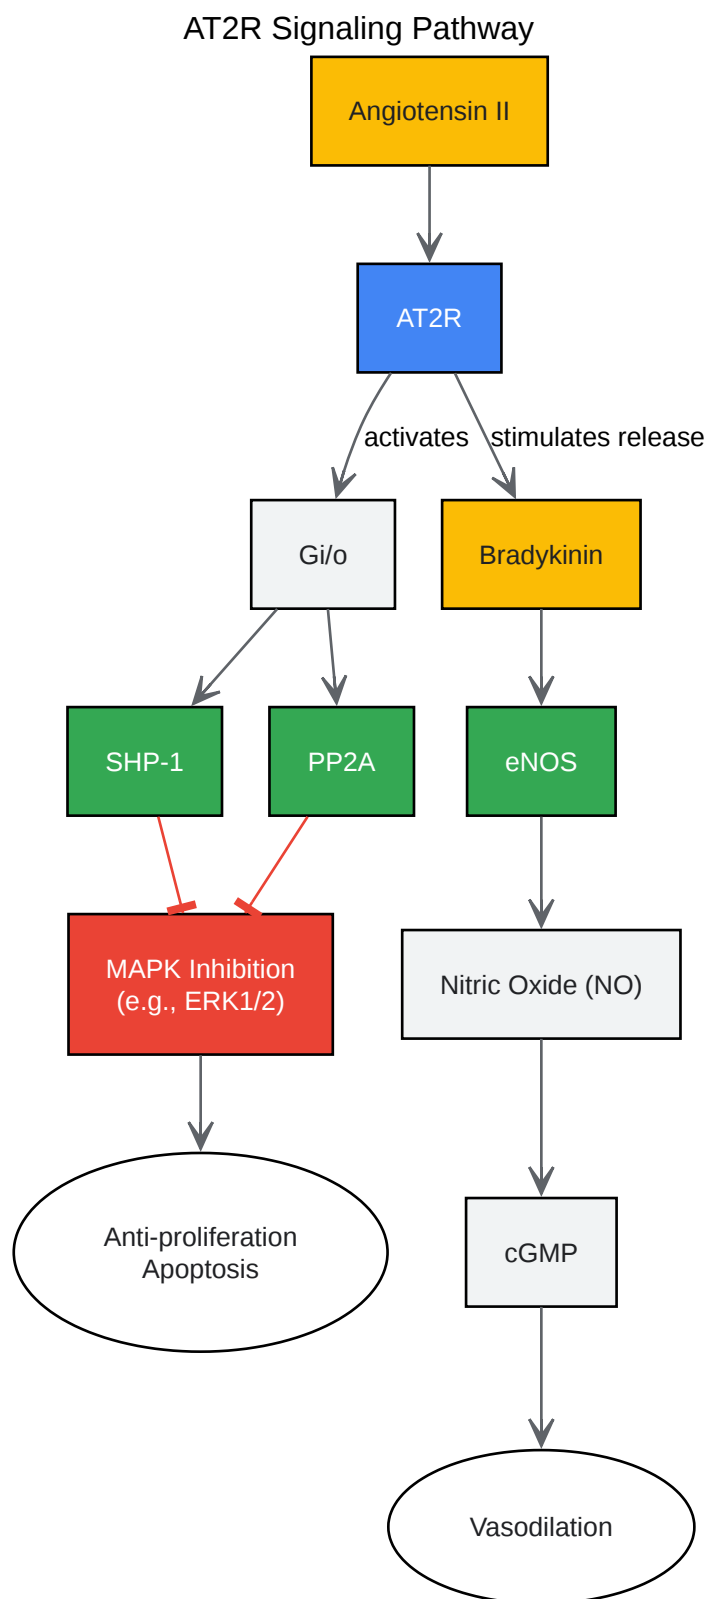 AT2R Signaling Pathway
Angiotensin II
AT2R
activates
stimulates release
Gi/o
Bradykinin
SHP-1
PP2A
eNOS
MAPK Inhibition
(e.g., ERK1/2)
Nitric Oxide (NO)
Anti-proliferation
Apoptosis
cGMP
Vasodilation